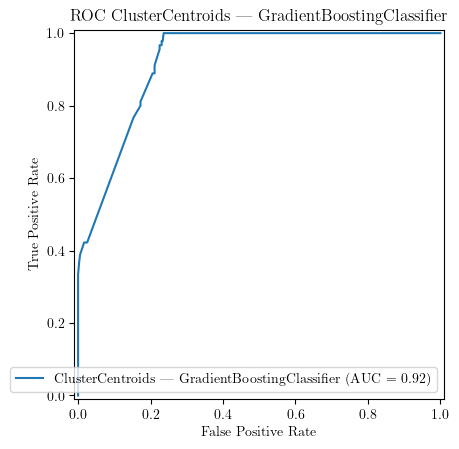 ROC ClusterCentroids — GradientBoostingClassifier
1.0
0.8
0.6
0.4
0.2
0.0
True Positive Rate
ClusterCentroids — GradientBoostingClassifier (AUC = 0.92)
0.0 0.2 0.4 0.6 0.8 1.0
False Positive Rate